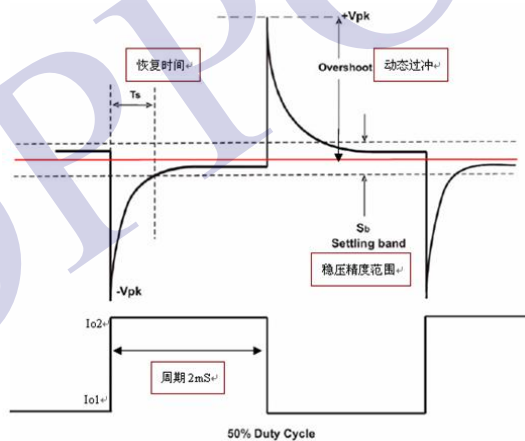 +Vpk
恢复时间
Overshoot
动态过冲
Ts
Sb
Settling band
稳压精度范围
-Vpk
Io2
周期 2mS
Io1
50% Duty Cycle